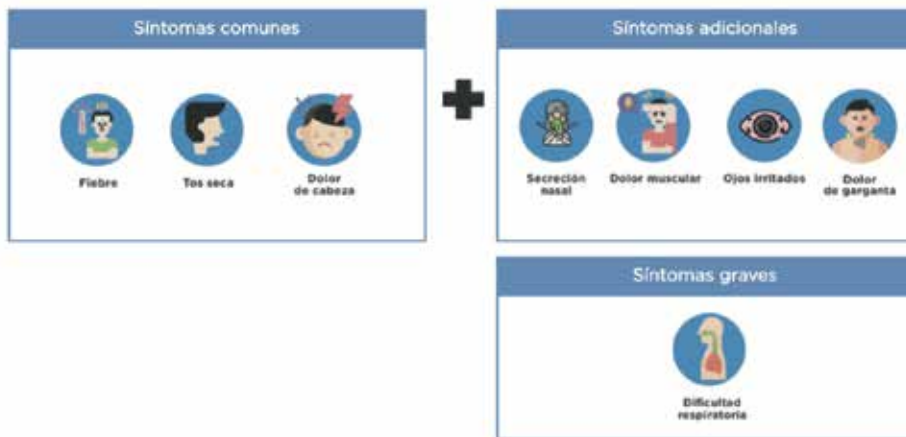 Síntomas comunes
Fiebre
Tos seca
Dolor
de cabeza
Síntomas adicionales
Secreción
nasal
Dolor muscular
Ojos irritados
Dolor
de garganta
Síntomas graves
Dificultad
respiratoria